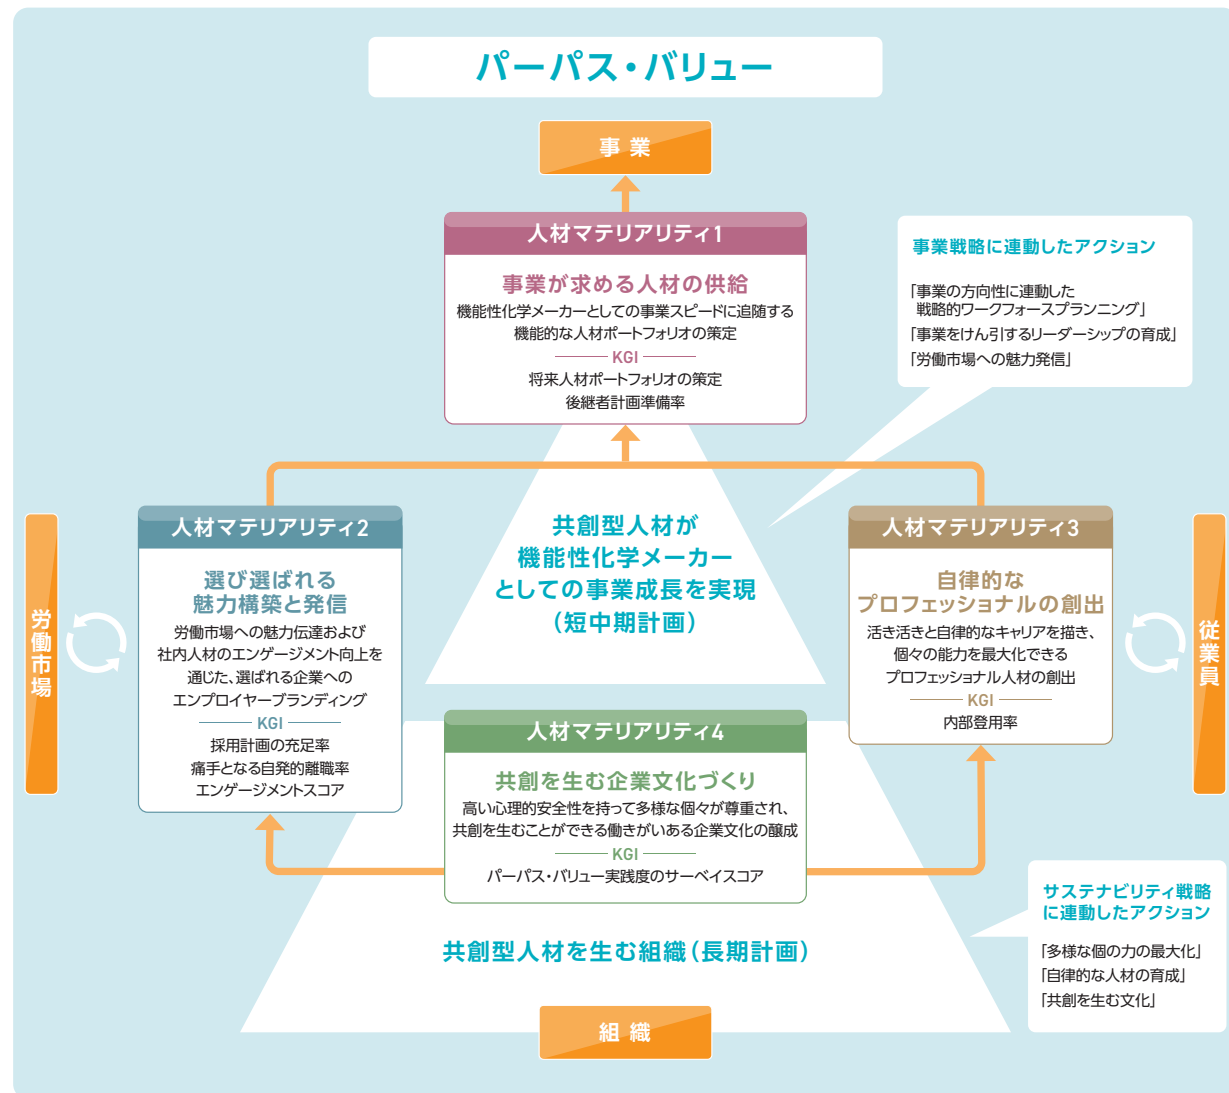 パーパス・バリュー
事業
人材マテリアリティ1
事業が求める人材の供給
機能性化学メーカーとしての事業スピードに追随する
機能的な人材ポートフォリオの策定
KGI
将来人材ポートフォリオの策定
後継者計画準備率
事業戦略に連動したアクション
「事業の方向性に連動した
戦略的ワークフォースプランニング」
「事業をけん引するリーダーシップの育成」
「労働市場への魅力発信」
共創型人材が
機能性化学メーカー
としての事業成長を実現
（短中期計画）
労働市場
人材マテリアリティ2
選び選ばれる
魅力構築と発信
労働市場への魅力伝達および
社内人材のエンゲージメント向上を
通じた、選ばれる企業への
エンプロイヤーブランディング
KGI
採用計画の充足率
痛手となる自発的離職率
エンゲージメントスコア
人材マテリアリティ3
自律的な
プロフェッショナルの創出
活き活きと自律的なキャリアを描き、
個々の能力を最大化できる
プロフェッショナル人材の創出
KGI
内部登用率
従業員
人材マテリアリティ4
共創を生む企業文化づくり
高い心理的安全性を持って多様な個々が尊重され、
共創を生むことができる働きがいある企業文化の醸成
KGI
パーパス・バリュー実践度のサーベイスコア
共創型人材を生む組織（長期計画）
サステナビリティ戦略
に連動したアクション
「多様な個の力の最大化」
「自律的な人材の育成」
「共創を生む文化」
組織